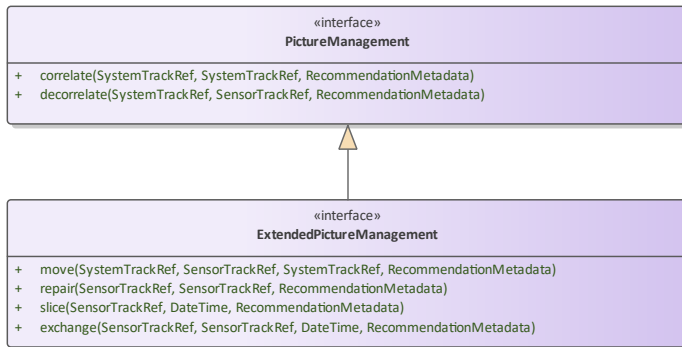 «interface»
PictureManagement
+ correlate(SystemTrackRef, SystemTrackRef, RecommendationMetadata)
+ decorrelate(SystemTrackRef, SensorTrackRef, RecommendationMetadata)
«interface»
ExtendedPictureManagement
+ move(SystemTrackRef, SensorTrackRef, SystemTrackRef, RecommendationMetadata)
+ repair(SensorTrackRef, SensorTrackRef, RecommendationMetadata)
+ slice(SensorTrackRef, DateTime, RecommendationMetadata)
+ exchange(SensorTrackRef, SensorTrackRef, DateTime, RecommendationMetadata)